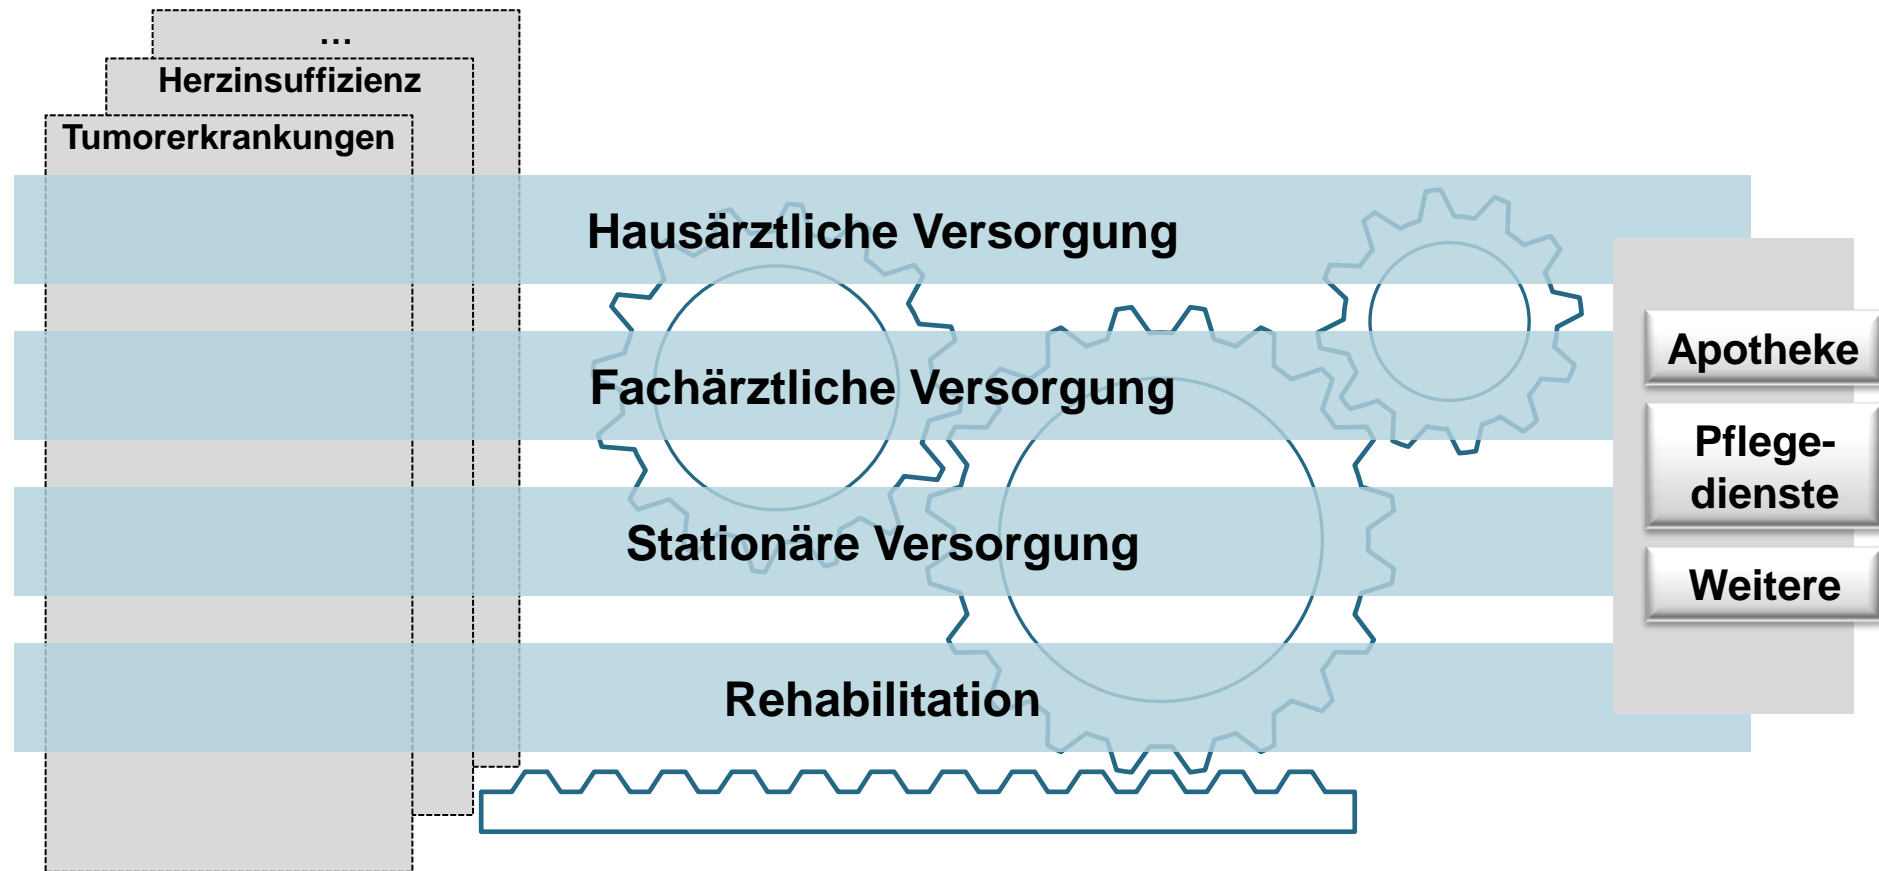 …
Herzinsuffizienz
Tumorerkrankungen
Hausärztliche Versorgung
Fachärztliche Versorgung
Stationäre Versorgung
Rehabilitation
Apotheke
Pflege-
dienste
Weitere